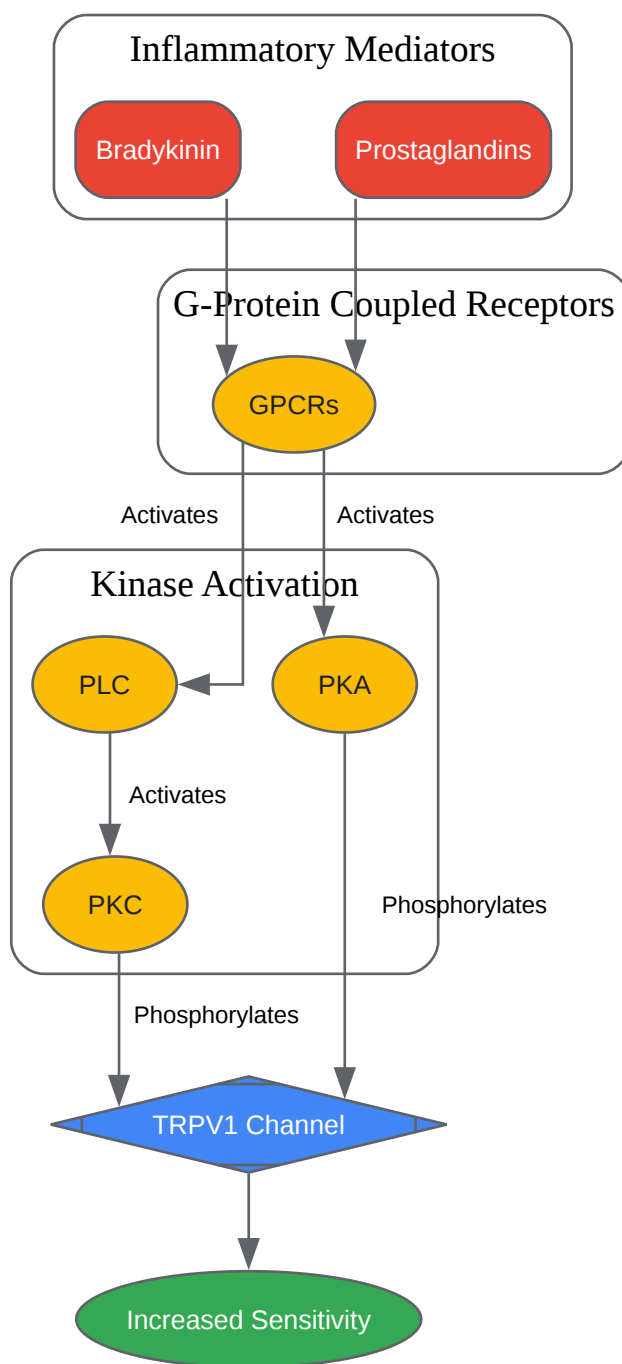 Inflammatory Mediators
Bradykinin
Prostaglandins
G-Protein Coupled Receptors
GPCRs
Activates
Activates
Kinase Activation
PLC
PKA
Activates
PKC
Phosphorylates
Phosphorylates
TRPV1 Channel
Increased Sensitivity